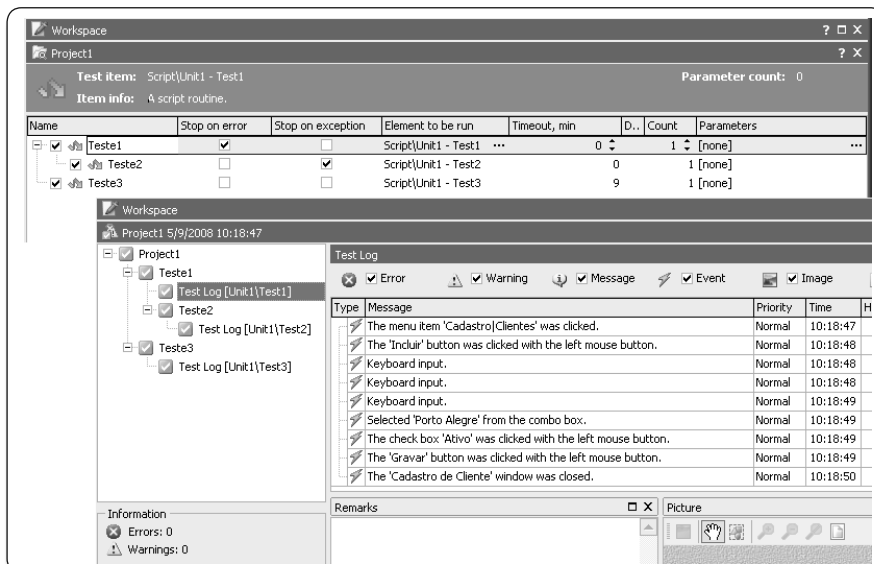 Workspace
Project1
Test item: Script\Unit1 - Test1 Parameter count: 0
Item info: A script routine.
Name Stop on error Stop on exception Element to be run Timeout, min D.. Count Parameters
Teste1 Script\Unit1 - Test1 ... 0 1 [none] ...
Teste2 Script\Unit1 - Test2 0 1 [none]
Teste3 Script\Unit1 - Test3 9 1 [none]
Workspace
Project1 5/9/2008 10:18:47
Project1
Teste1
Test Log [Unit1\Test1]
Teste2
Test Log [Unit1\Test2]
Teste3
Test Log [Unit1\Test3]
Information
Errors: 0
Warnings: 0
Test Log
Error Warning Message Event Image
Type Message Priority Time H
The menu item 'Cadastro|Clientes' was clicked. Normal 10:18:47
The 'Incluir' button was clicked with the left mouse button. Normal 10:18:48
Keyboard input. Normal 10:18:48
Keyboard input. Normal 10:18:48
Keyboard input. Normal 10:18:49
Selected 'Porto Alegre' from the combo box. Normal 10:18:49
The check box 'Ativo' was clicked with the left mouse button. Normal 10:18:49
The 'Gravar' button was clicked with the left mouse button. Normal 10:18:49
The 'Cadastro de Cliente' window was closed. Normal 10:18:50
Remarks
Picture